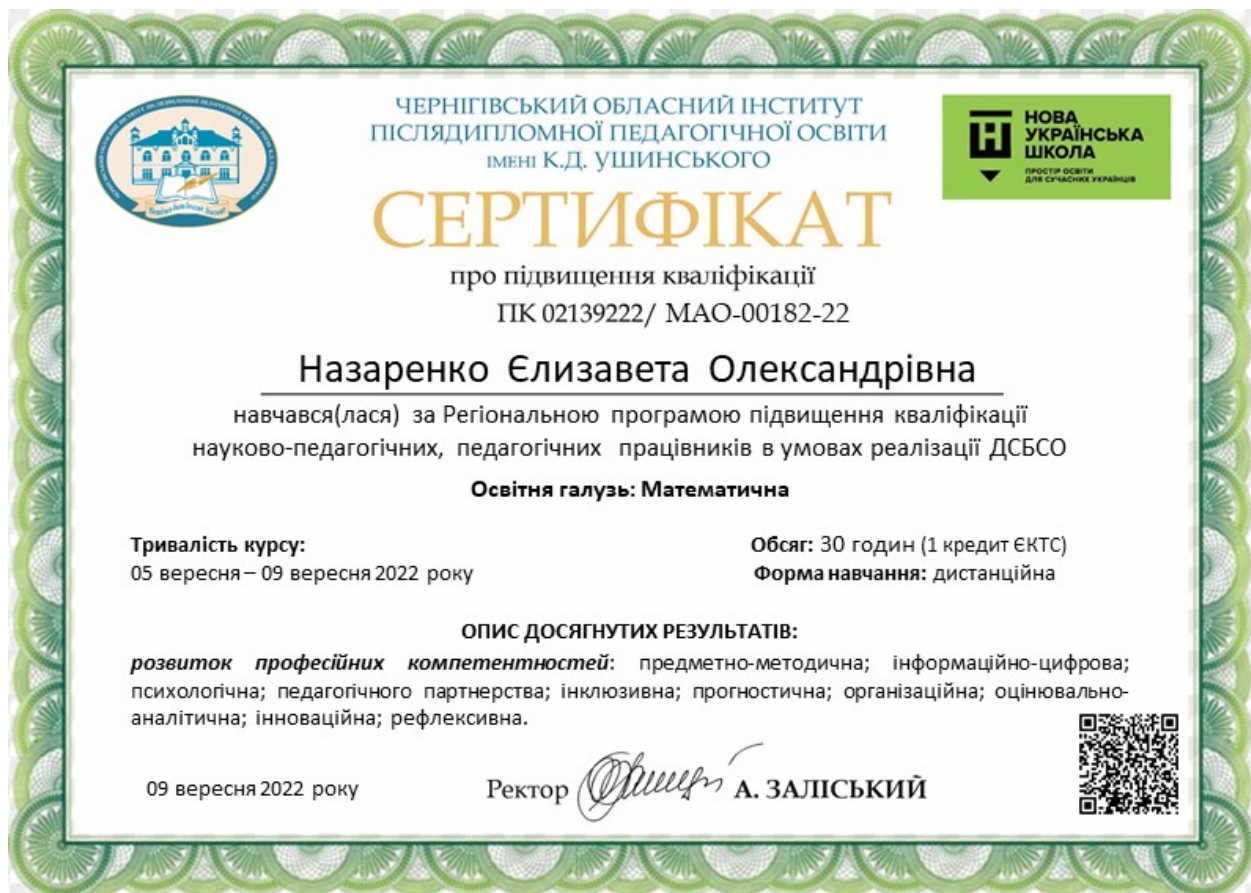 ЧЕРНІГІВСЬКИЙ ОБЛАСНИЙ ІНСТИТУТ
ПІСЛЯДИПЛОМНОЇ ПЕДАГОГІЧНОЇ ОСВІТИ
ІМЕНІ К.Д. УШИНСЬКОГО
НОВА
УКРАЇНСЬКА
ШКОЛА
ПРОСТІР ОСВІТИ
ДЛЯ СУЧАСНИХ УКРАЇНЦІВ
СЕРТИФІКАТ
про підвищення кваліфікації
ПК 02139222/ МАО-00182-22
Назаренко Єлизавета Олександрівна
навчався(лася) за Регіональною програмою підвищення кваліфікації
науково-педагогічних, педагогічних працівників в умовах реалізації ДСБСО
Освітня галузь: Математична
Тривалість курсу:
05 вересня – 09 вересня 2022 року
Обсяг: 30 годин (1 кредит ЄКТС)
Форма навчання: дистанційна
ОПИС ДОСЯГНУТИХ РЕЗУЛЬТАТІВ:
розвиток професійних компетентностей: предметно-методична; інформаційно-цифрова;
психологічна; педагогічного партнерства; інклюзивна; прогностична; організаційна; оцінювально-
аналітична; інноваційна; рефлексивна.
09 вересня 2022 року
Ректор А. ЗАЛІСЬКИЙ